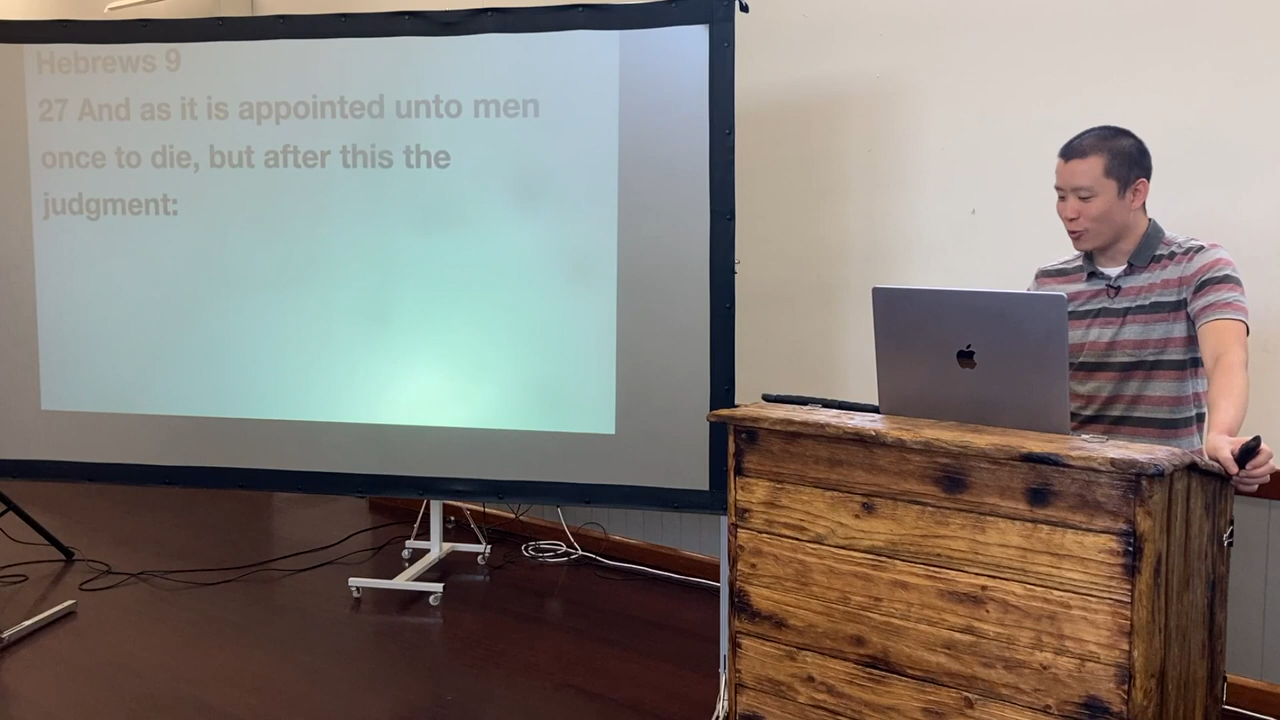 Hebrews 9
27 And as it is appointed unto men
once to die, but after this the
judgment: